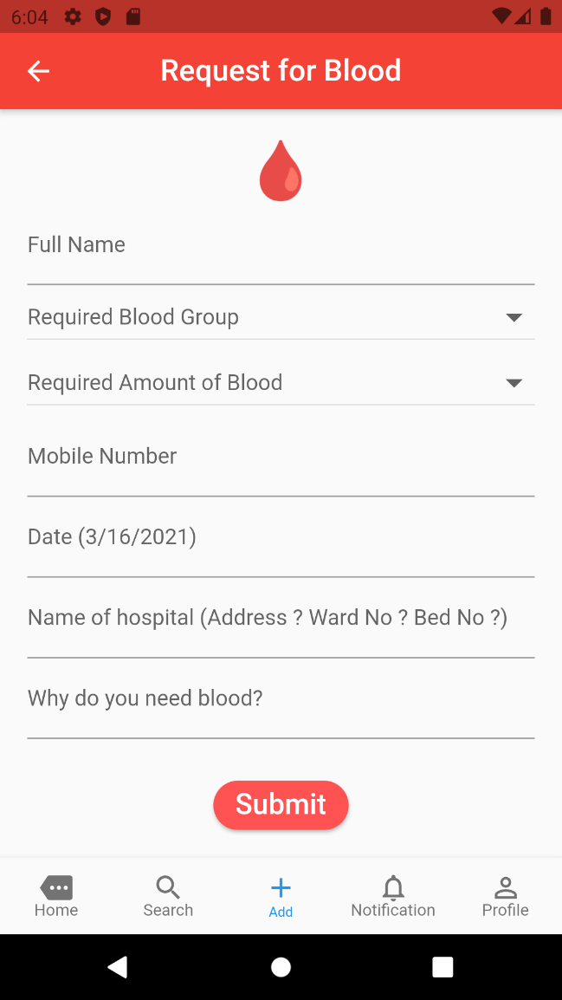 6:04
Request for Blood
Full Name
Required Blood Group
Required Amount of Blood
Mobile Number
Date (3/16/2021)
Name of hospital (Address ? Ward No ? Bed No ?)
Why do you need blood?
Submit
Home Search Add Notification Profile